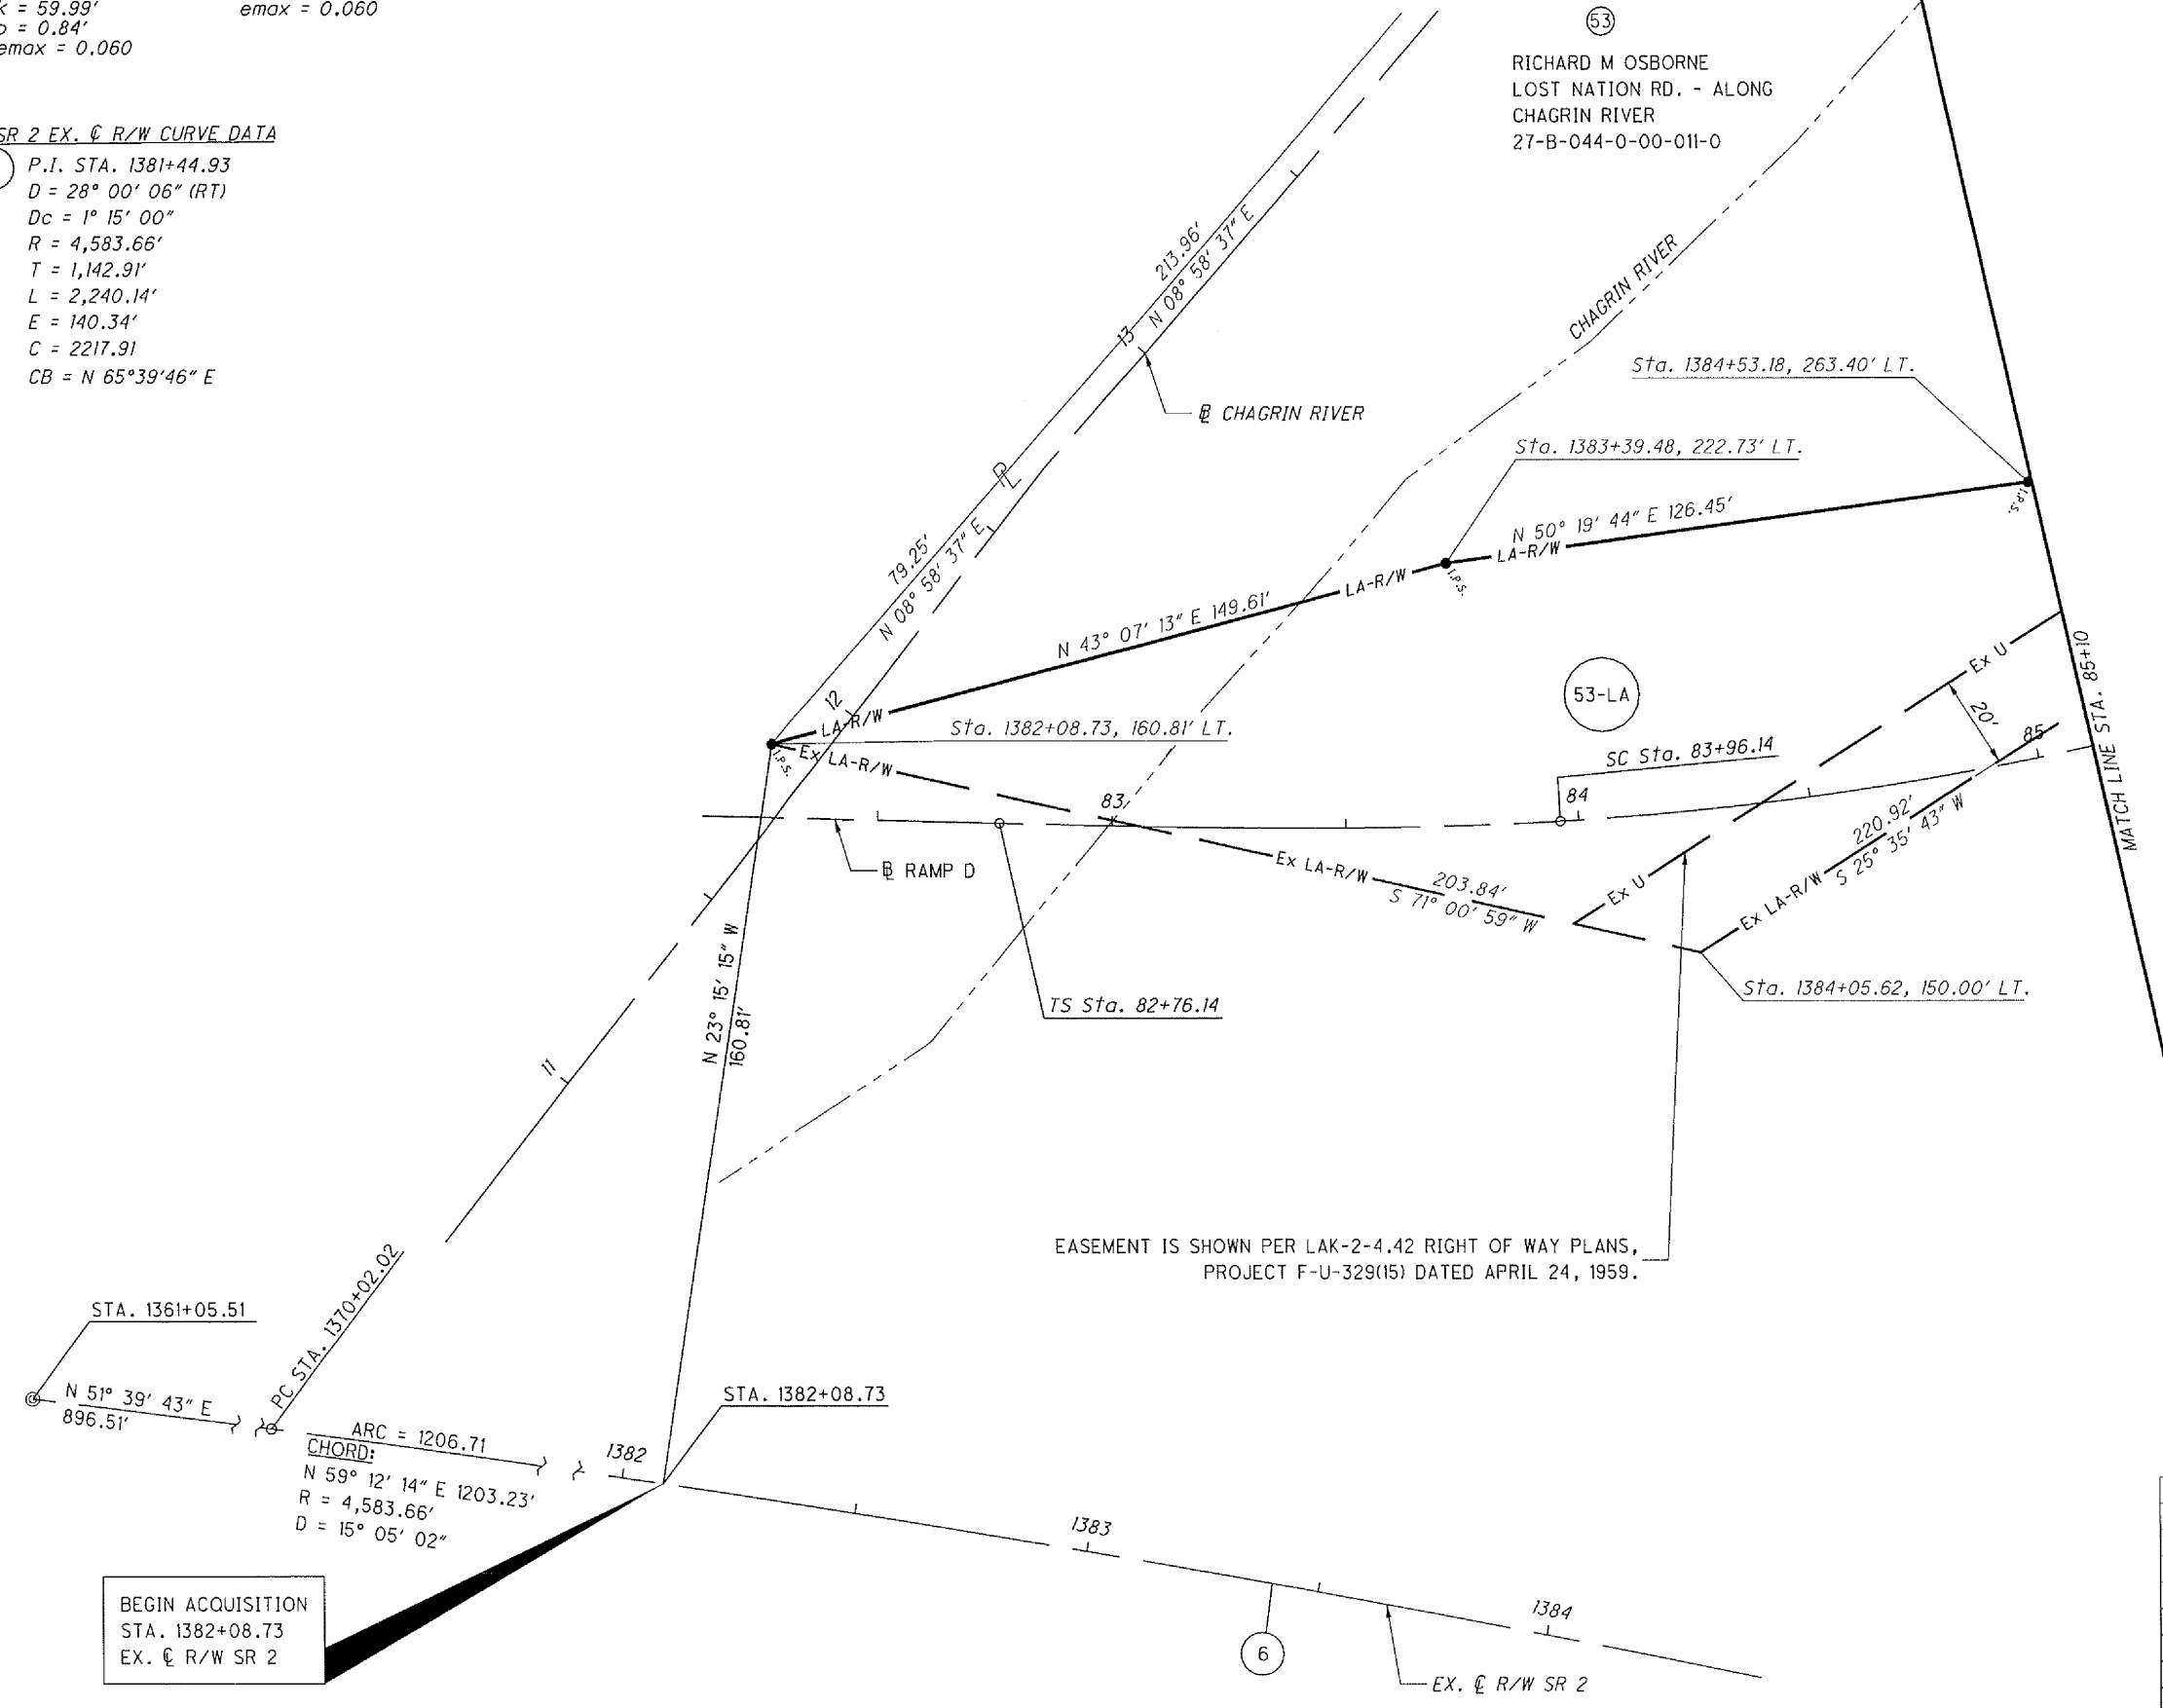 = 59.99'
= 0.84'
emax = 0.060
emax = 0.060
SR 2 EX. ℄ R/W CURVE DATA
P.I. STA. 1381+44.93
D = 28° 00' 06" (RT)
Dc = 1° 15' 00"
R = 4,583.66'
T = 1,142.91'
L = 2,240.14'
E = 140.34'
C = 2217.91
CB = N 65°39'46" E
53
RICHARD M OSBORNE
LOST NATION RD. - ALONG
CHAGRIN RIVER
27-B-044-0-00-011-0
213.96'
N 08° 58' 37" E
13
CHAGRIN RIVER
BL CHAGRIN RIVER
Sta. 1384+53.18, 263.40' LT.
Sta. 1383+39.48, 222.73' LT.
PL
79.25'
N 08° 58' 37" E
N 50° 19' 44" E 126.45'
LA-R/W
I.P.S.
LA-R/W
I.P.S.
N 43° 07' 13" E 149.61'
12
LA-R/W
I.P.S.
Ex LA-R/W
Sta. 1382+08.73, 160.81' LT.
53-LA
Ex U
20'
85
MATCH LINE STA. 85+10
SC Sta. 83+96.14
83
84
BL RAMP D
Ex LA-R/W
203.84'
S 71° 00' 59" W
Ex U
Ex LA-R/W
220.92'
S 25° 35' 43" W
N 23° 15' 15" W
160.81'
TS Sta. 82+76.14
Sta. 1384+05.62, 150.00' LT.
11
EASEMENT IS SHOWN PER LAK-2-4.42 RIGHT OF WAY PLANS,
PROJECT F-U-329(15) DATED APRIL 24, 1959.
STA. 1361+05.51
PC STA. 1370+02.02
N 51° 39' 43" E
896.51'
ARC = 1206.71
CHORD:
N 59° 12' 14" E 1203.23'
R = 4,583.66'
D = 15° 05' 02"
1382
STA. 1382+08.73
1383
1384
BEGIN ACQUISITION
STA. 1382+08.73
EX. ℄ R/W SR 2
6
EX. ℄ R/W SR 2